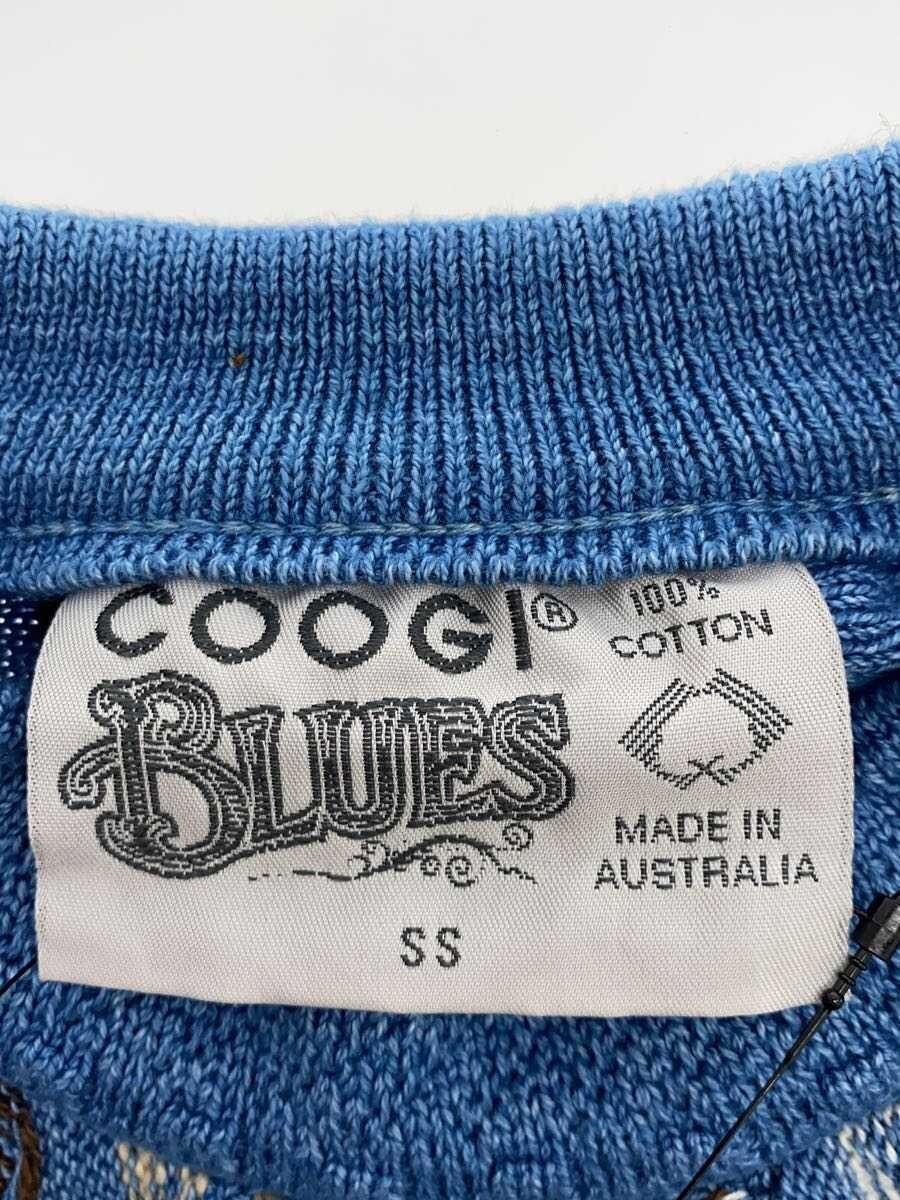 COOGI®
BLUES
SS
100%
COTTON
MADE IN
AUSTRALIA